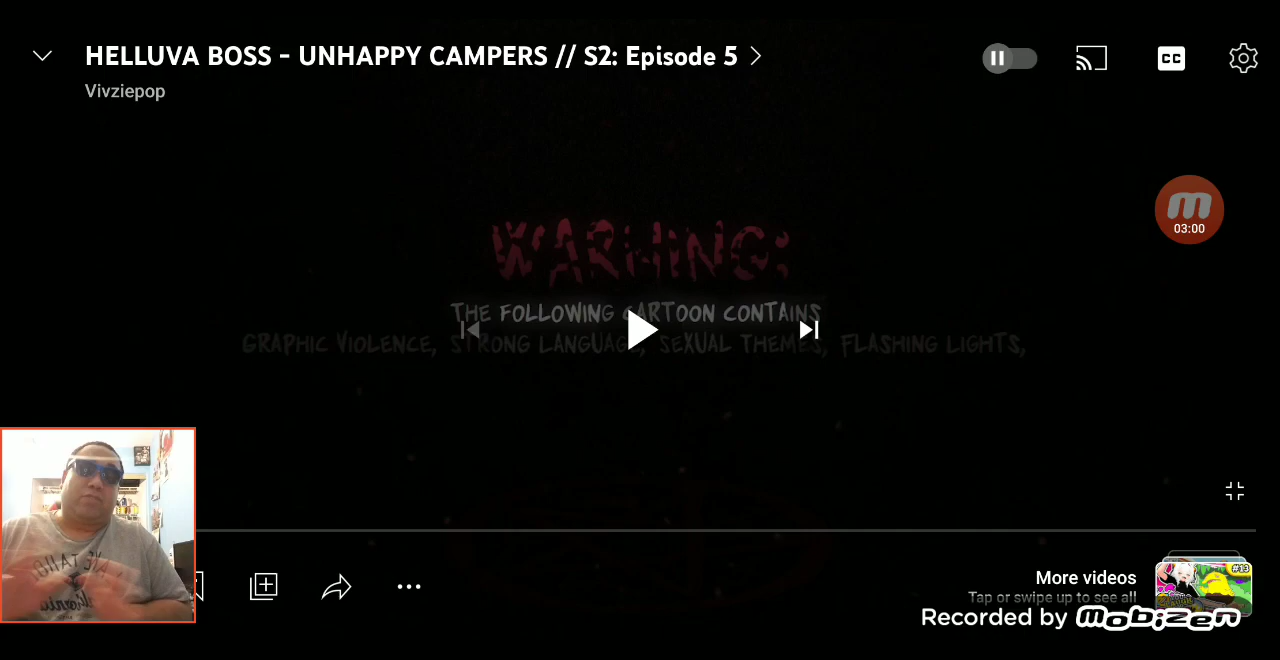 HELLUVA BOSS - UNHAPPY CAMPERS // S2: Episode 5
Vivziepop
CC
03:00
WARNING:
THE FOLLOWING CARTOON CONTAINS
GRAPHIC VIOLENCE, STRONG LANGUAGE, SEXUAL THEMES, FLASHING LIGHTS,
More videos
Tap or swipe up to see all
#13
Recorded by mobizen